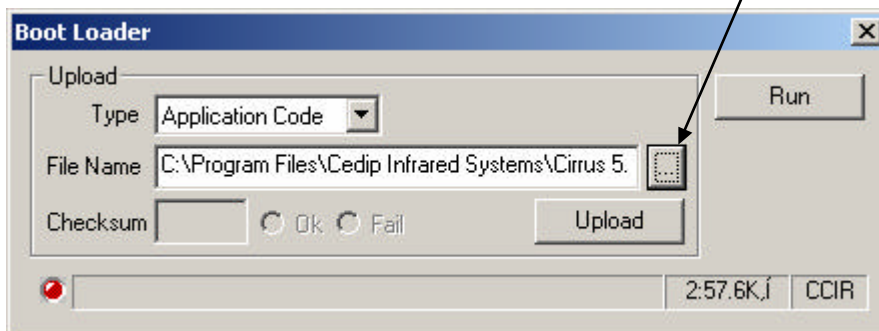 Boot Loader
Upload
Type Application Code
Run
File Name C:\Program Files\Cedip Infrared Systems\Cirrus 5. ...
Checksum Ok Fail Upload
2:57.6K,Í CCIR